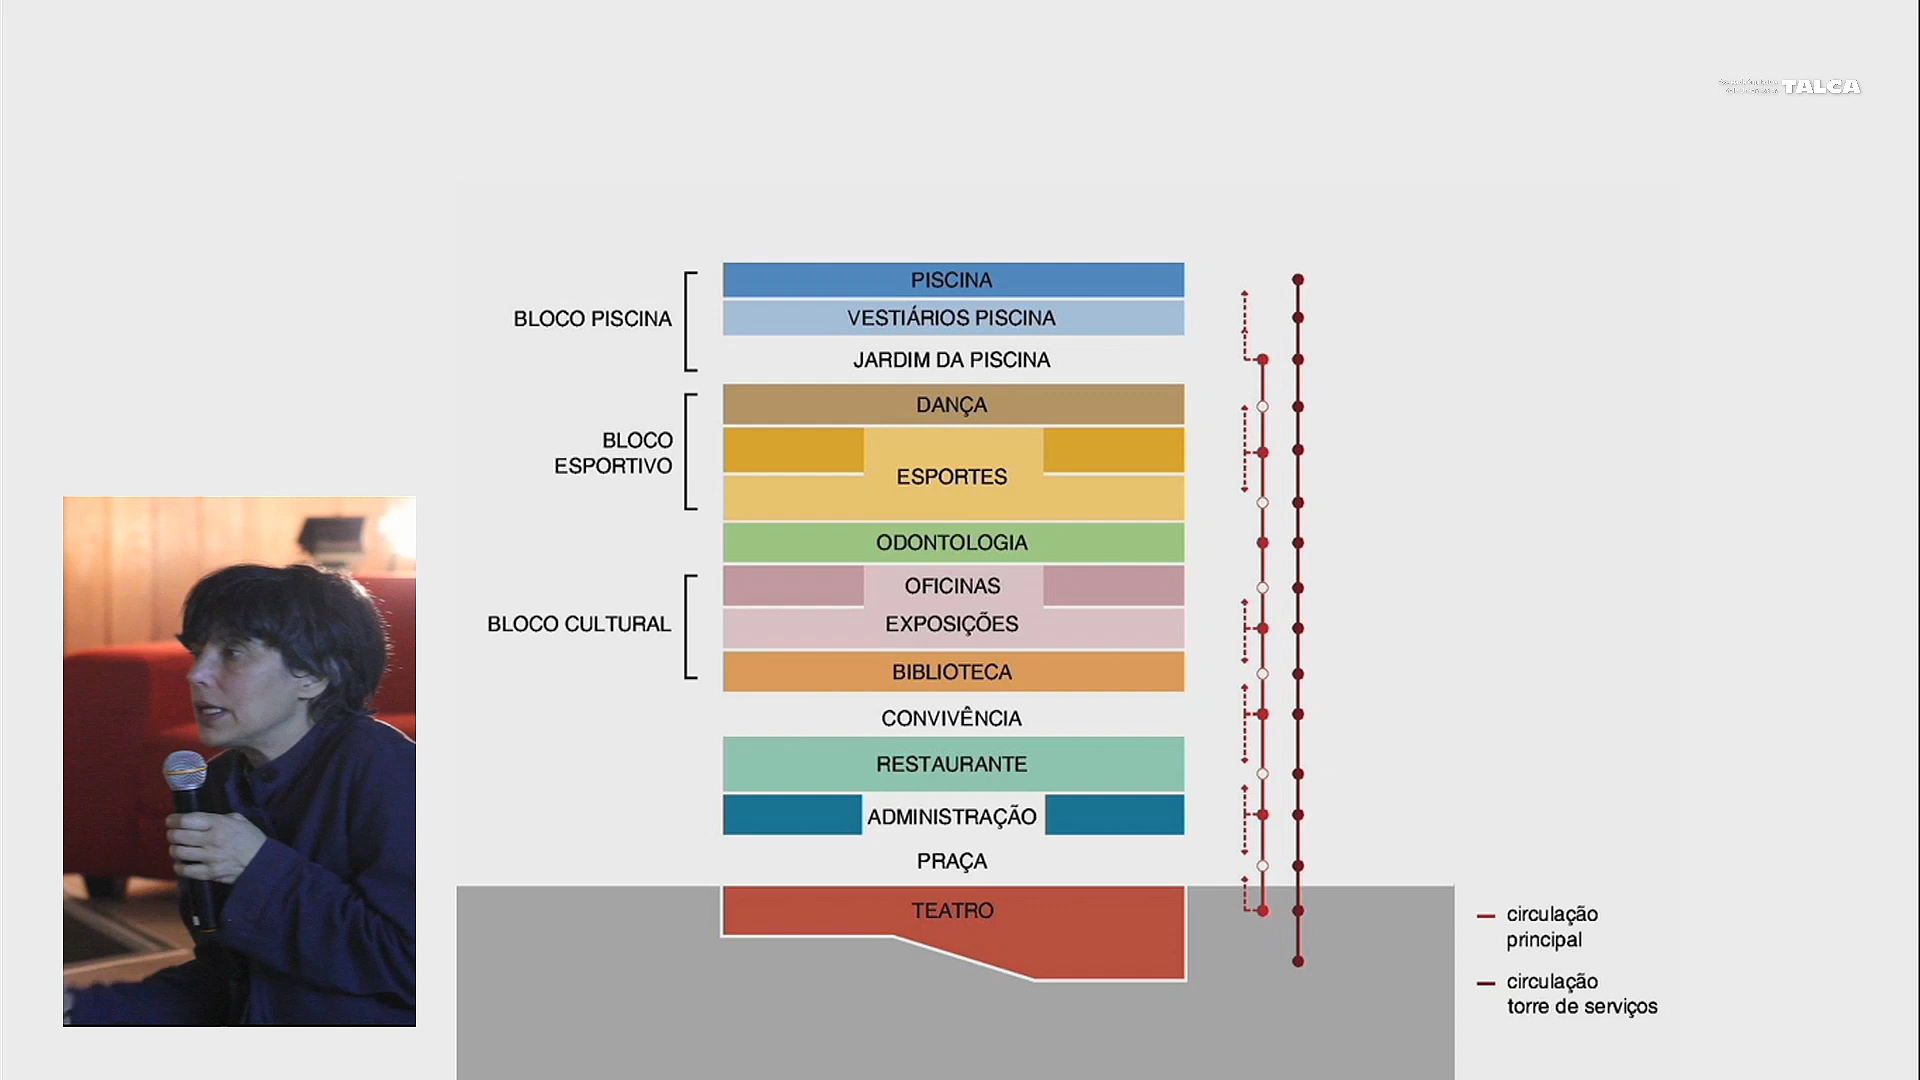 TALCA
PISCINA
VESTIÁRIOS PISCINA
BLOCO PISCINA
JARDIM DA PISCINA
DANÇA
BLOCO
ESPORTIVO
ESPORTES
ODONTOLOGIA
OFICINAS
BLOCO CULTURAL
EXPOSIÇÕES
BIBLIOTECA
CONVIVÊNCIA
RESTAURANTE
ADMINISTRAÇÃO
PRAÇA
TEATRO
circulação
principal
circulação
torre de serviços